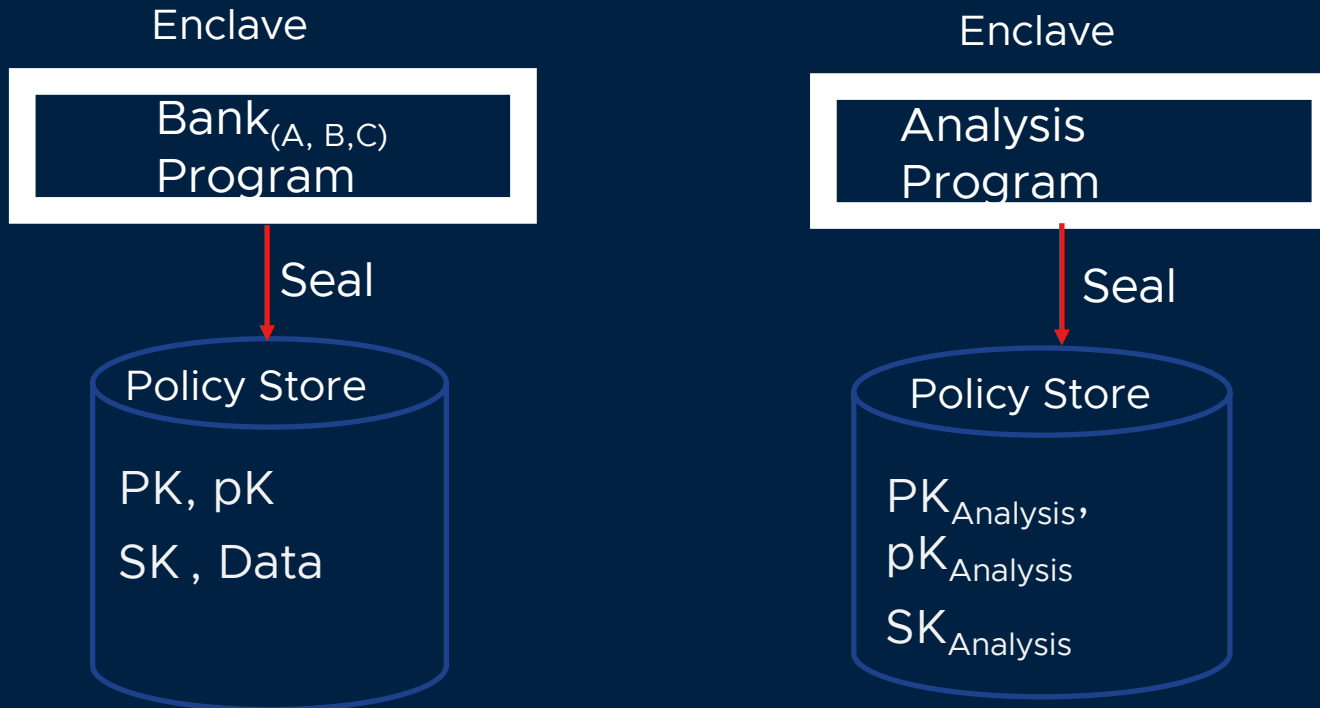 Enclave
Bank(A, B,C)
Program
Seal
Policy Store
PK, pK
SK , Data
Enclave
Analysis
Program
Seal
Policy Store
PKAnalysis,
pKAnalysis
SKAnalysis